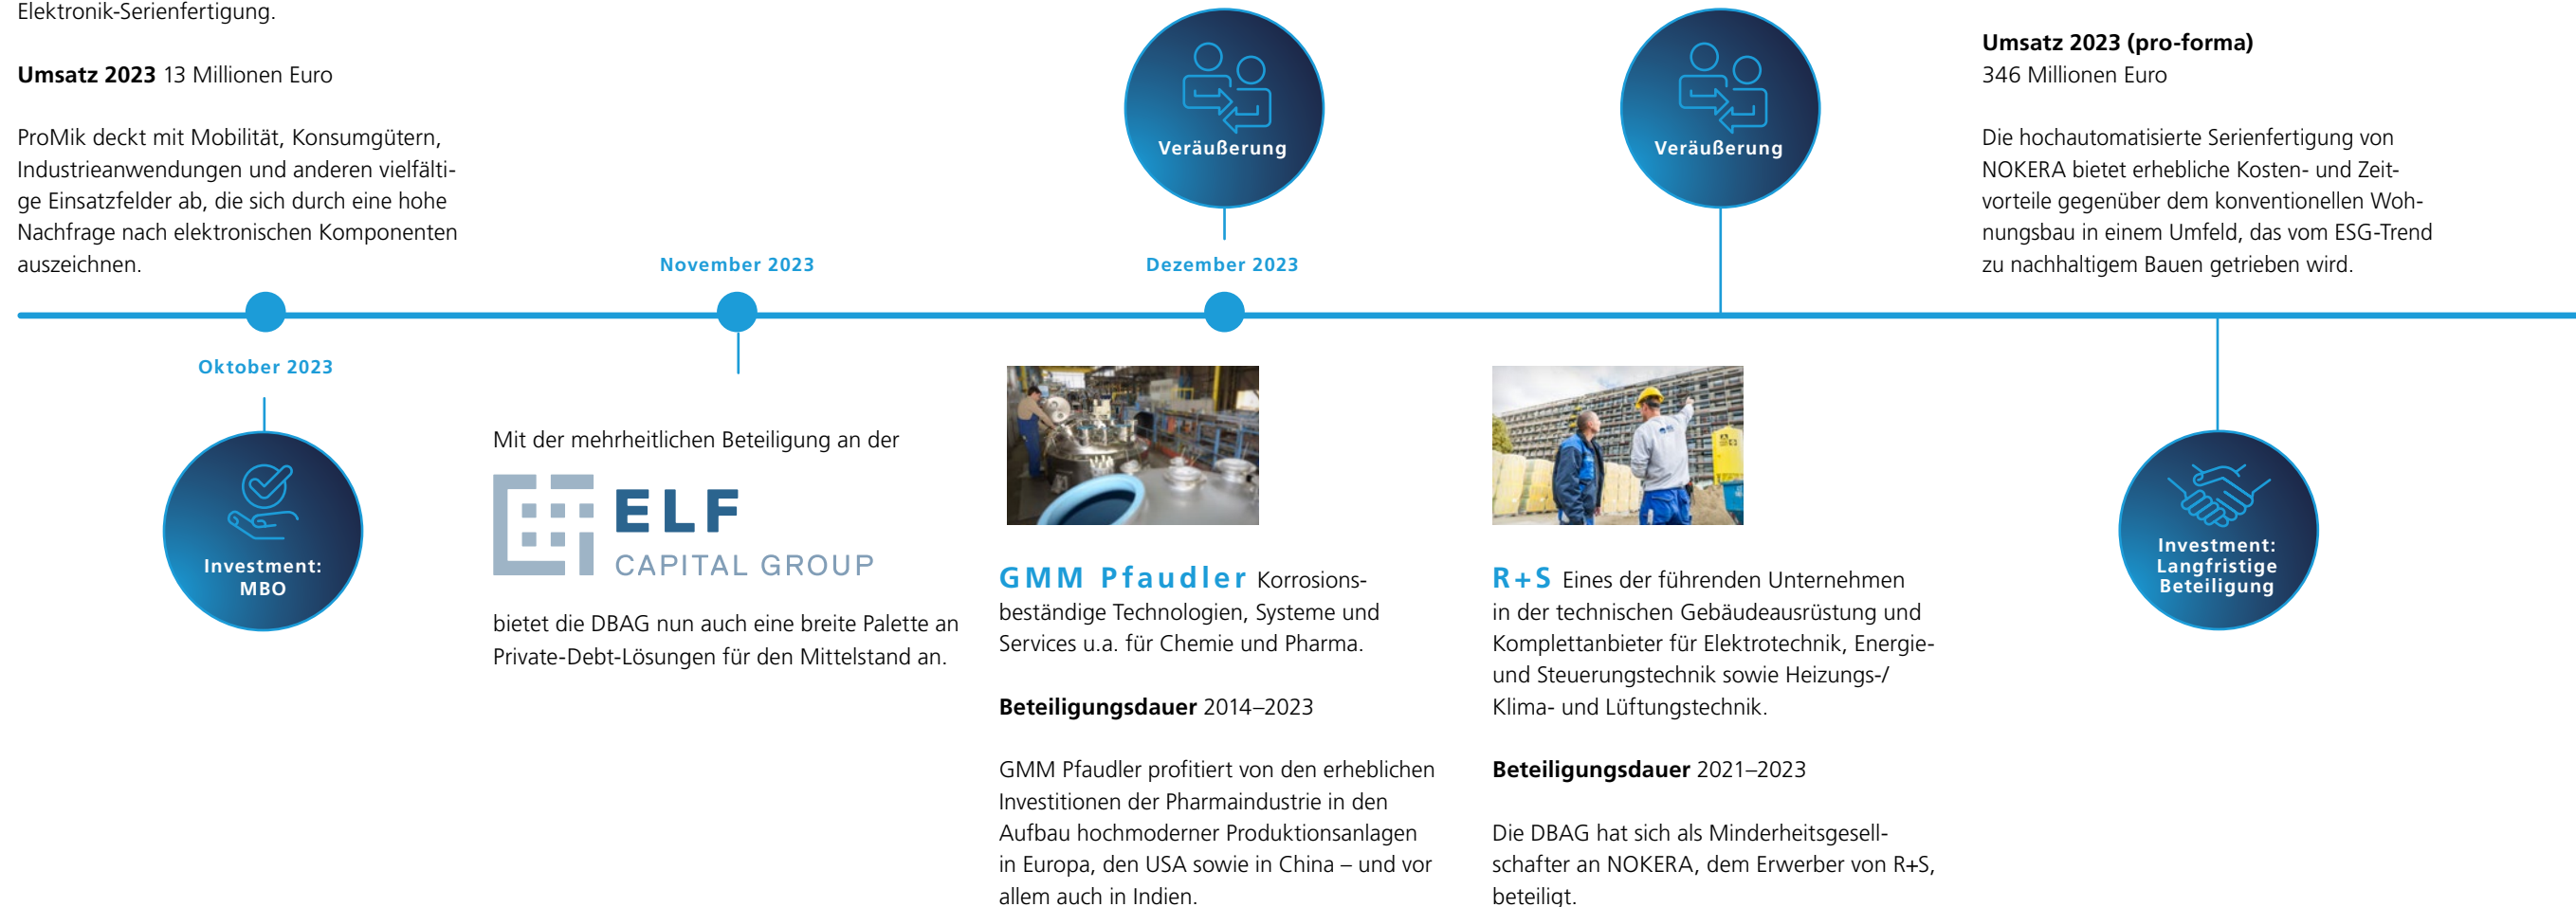 Elektronik-Serienfertigung.
Umsatz 2023 13 Millionen Euro
ProMik deckt mit Mobilität, Konsumgütern,
Industrieanwendungen und anderen vielfälti-
ge Einsatzfelder ab, die sich durch eine hohe
Nachfrage nach elektronischen Komponenten
auszeichnen.
Oktober 2023
Investment:
MBO
November 2023
Mit der mehrheitlichen Beteiligung an der
ELF
CAPITAL GROUP
bietet die DBAG nun auch eine breite Palette an
Private-Debt-Lösungen für den Mittelstand an.
Veräußerung
Dezember 2023
GMM Pfaudler Korrosions-
beständige Technologien, Systeme und
Services u.a. für Chemie und Pharma.
Beteiligungsdauer 2014–2023
GMM Pfaudler profitiert von den erheblichen
Investitionen der Pharmaindustrie in den
Aufbau hochmoderner Produktionsanlagen
in Europa, den USA sowie in China – und vor
allem auch in Indien.
Veräußerung
R+S Eines der führenden Unternehmen
in der technischen Gebäudeausrüstung und
Komplettanbieter für Elektrotechnik, Energie-
und Steuerungstechnik sowie Heizungs-/
Klima- und Lüftungstechnik.
Beteiligungsdauer 2021–2023
Die DBAG hat sich als Minderheitsgesell-
schafter an NOKERA, dem Erwerber von R+S,
beteiligt.
Umsatz 2023 (pro-forma)
346 Millionen Euro
Die hochautomatisierte Serienfertigung von
NOKERA bietet erhebliche Kosten- und Zeit-
vorteile gegenüber dem konventionellen Woh-
nungsbau in einem Umfeld, das vom ESG-Trend
zu nachhaltigem Bauen getrieben wird.
Investment:
Langfristige
Beteiligung